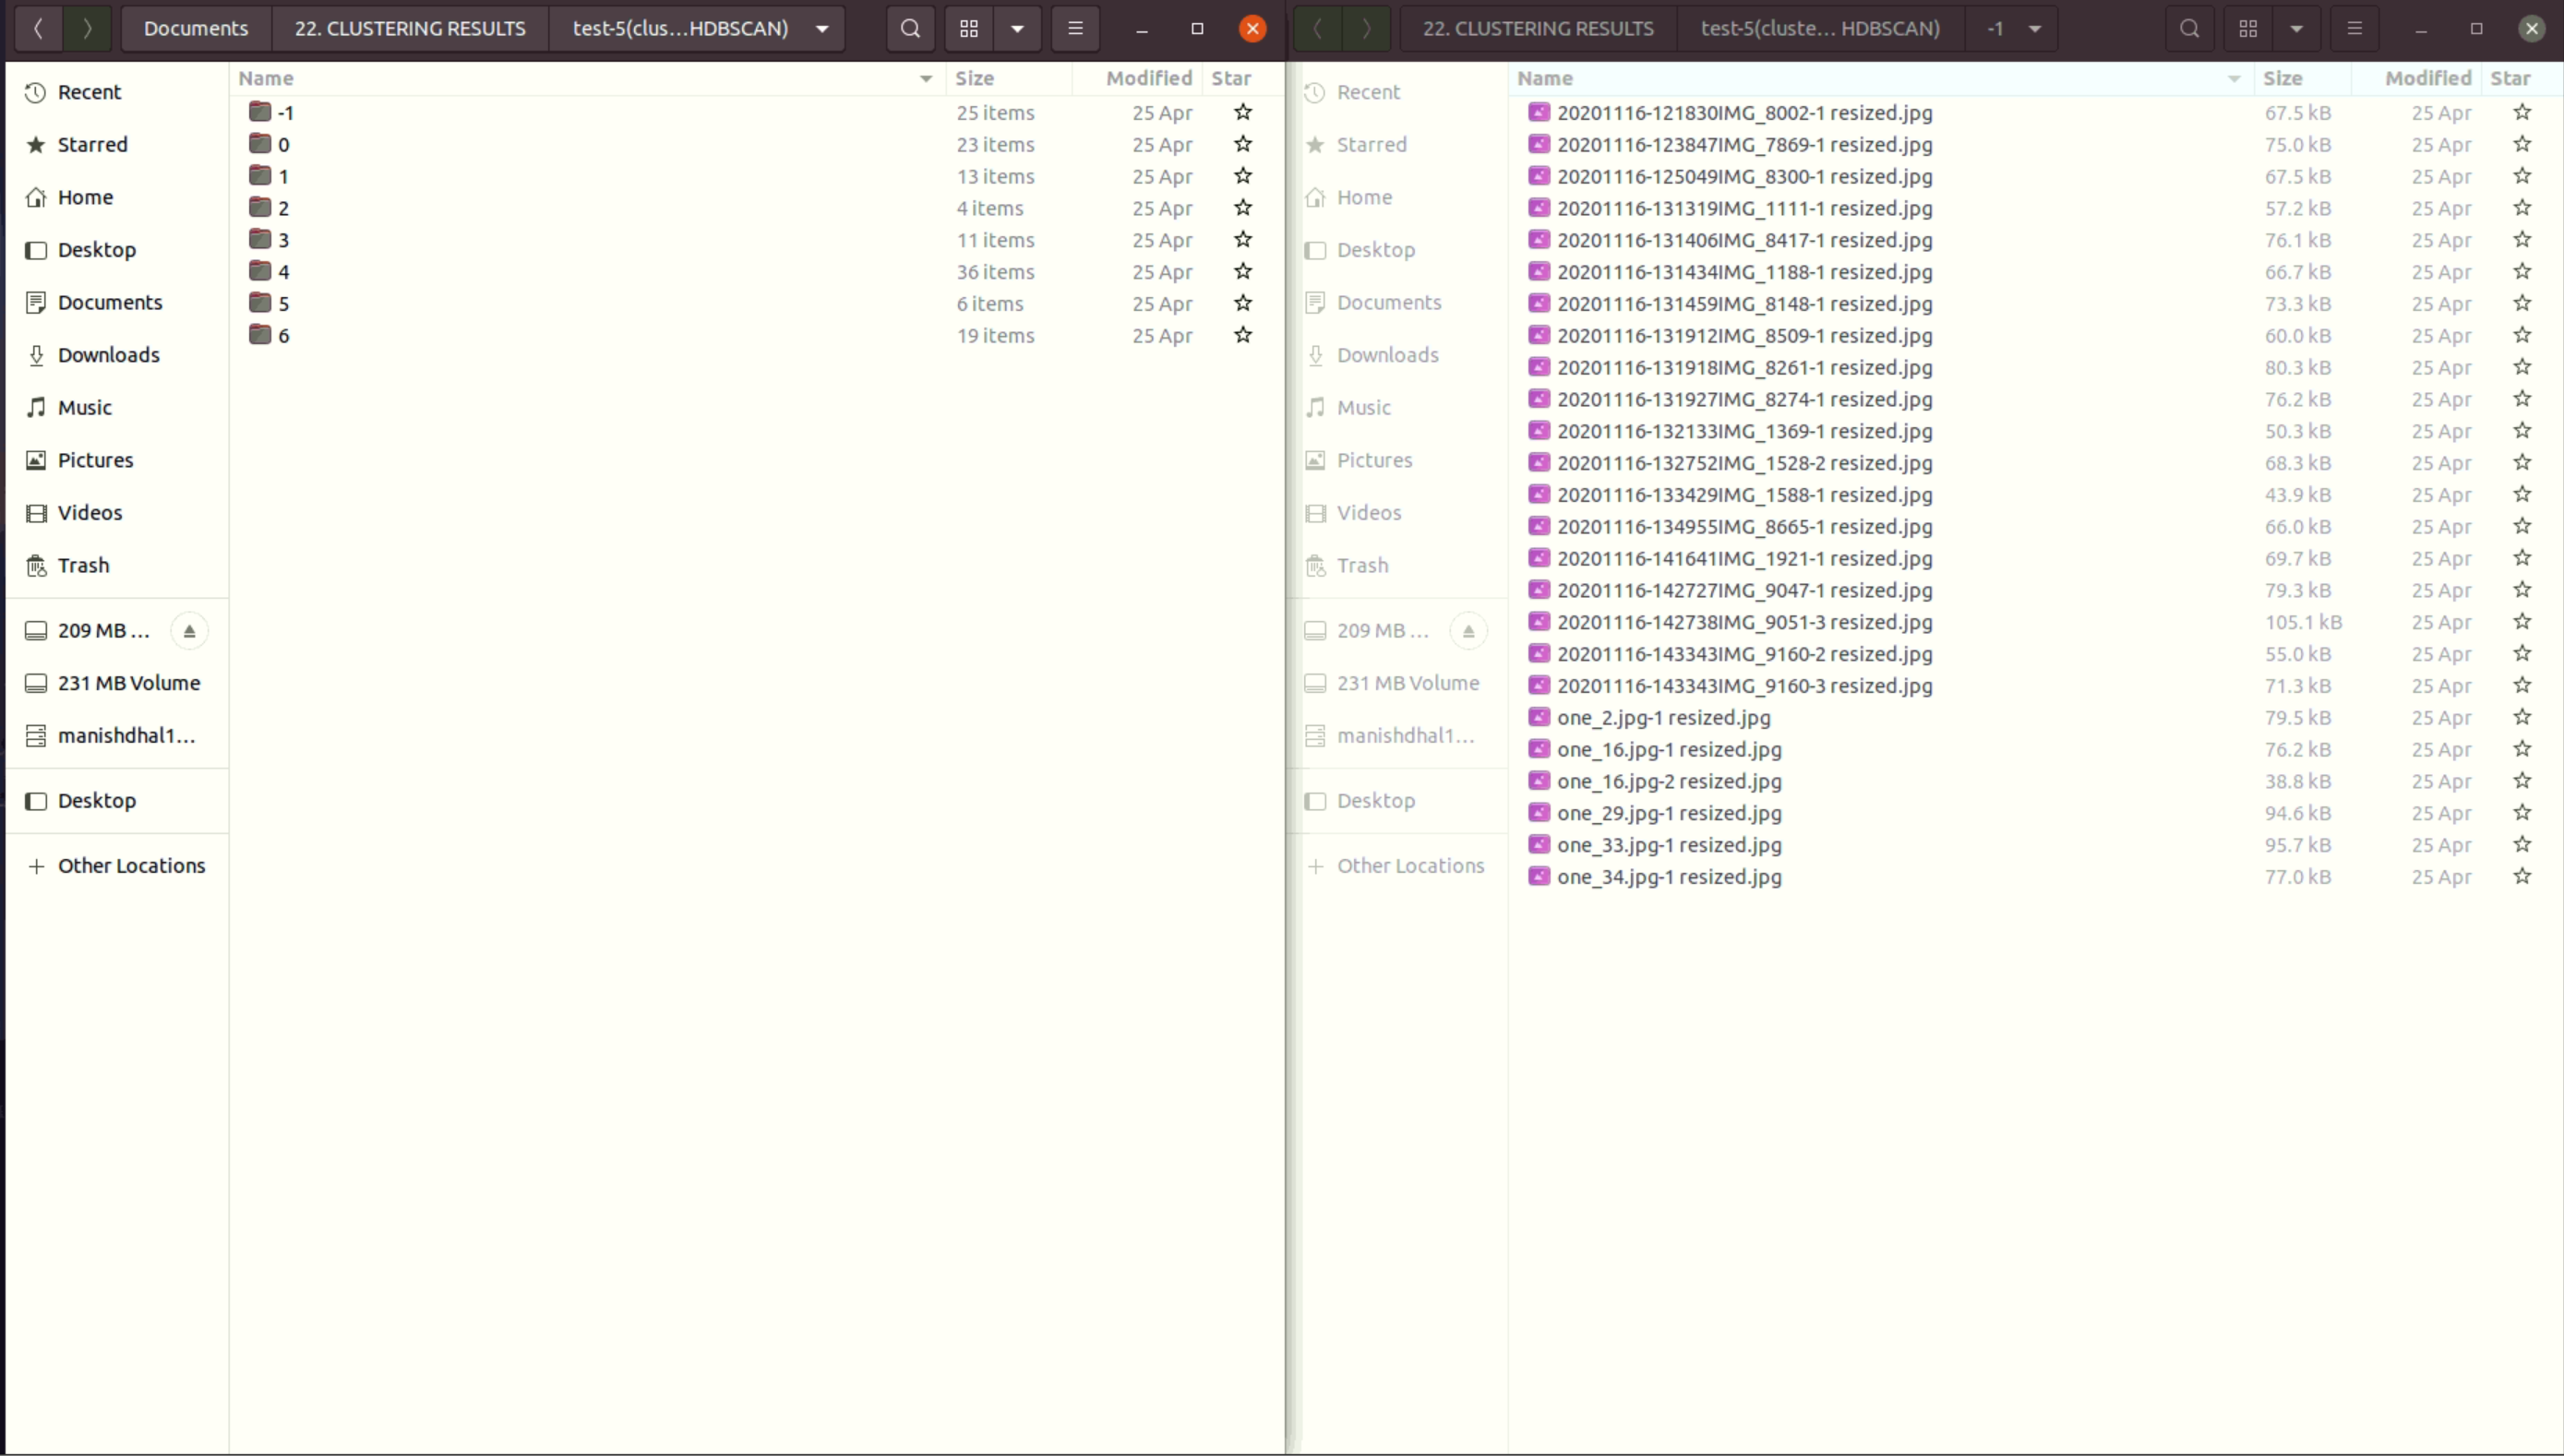 Documents 22. CLUSTERING RESULTS test-5(clus...HDBSCAN)
Name Size Modified Star
Recent
Starred
Home
Desktop
Documents
Downloads
Music
Pictures
Videos
Trash
209 MB ...
231 MB Volume
manishdhal1...
Desktop
+ Other Locations
-1 25 items 25 Apr
0 23 items 25 Apr
1 13 items 25 Apr
2 4 items 25 Apr
3 11 items 25 Apr
4 36 items 25 Apr
5 6 items 25 Apr
6 19 items 25 Apr
22. CLUSTERING RESULTS test-5(cluste... HDBSCAN) -1
Name Size Modified Star
Recent
Starred
Home
Desktop
Documents
Downloads
Music
Pictures
Videos
Trash
209 MB ...
231 MB Volume
manishdhal1...
Desktop
+ Other Locations
20201116-121830IMG_8002-1 resized.jpg 67.5 kB 25 Apr
20201116-123847IMG_7869-1 resized.jpg 75.0 kB 25 Apr
20201116-125049IMG_8300-1 resized.jpg 67.5 kB 25 Apr
20201116-131319IMG_1111-1 resized.jpg 57.2 kB 25 Apr
20201116-131406IMG_8417-1 resized.jpg 76.1 kB 25 Apr
20201116-131434IMG_1188-1 resized.jpg 66.7 kB 25 Apr
20201116-131459IMG_8148-1 resized.jpg 73.3 kB 25 Apr
20201116-131912IMG_8509-1 resized.jpg 60.0 kB 25 Apr
20201116-131918IMG_8261-1 resized.jpg 80.3 kB 25 Apr
20201116-131927IMG_8274-1 resized.jpg 76.2 kB 25 Apr
20201116-132133IMG_1369-1 resized.jpg 50.3 kB 25 Apr
20201116-132752IMG_1528-2 resized.jpg 68.3 kB 25 Apr
20201116-133429IMG_1588-1 resized.jpg 43.9 kB 25 Apr
20201116-134955IMG_8665-1 resized.jpg 66.0 kB 25 Apr
20201116-141641IMG_1921-1 resized.jpg 69.7 kB 25 Apr
20201116-142727IMG_9047-1 resized.jpg 79.3 kB 25 Apr
20201116-142738IMG_9051-3 resized.jpg 105.1 kB 25 Apr
20201116-143343IMG_9160-2 resized.jpg 55.0 kB 25 Apr
20201116-143343IMG_9160-3 resized.jpg 71.3 kB 25 Apr
one_2.jpg-1 resized.jpg 79.5 kB 25 Apr
one_16.jpg-1 resized.jpg 76.2 kB 25 Apr
one_16.jpg-2 resized.jpg 38.8 kB 25 Apr
one_29.jpg-1 resized.jpg 94.6 kB 25 Apr
one_33.jpg-1 resized.jpg 95.7 kB 25 Apr
one_34.jpg-1 resized.jpg 77.0 kB 25 Apr